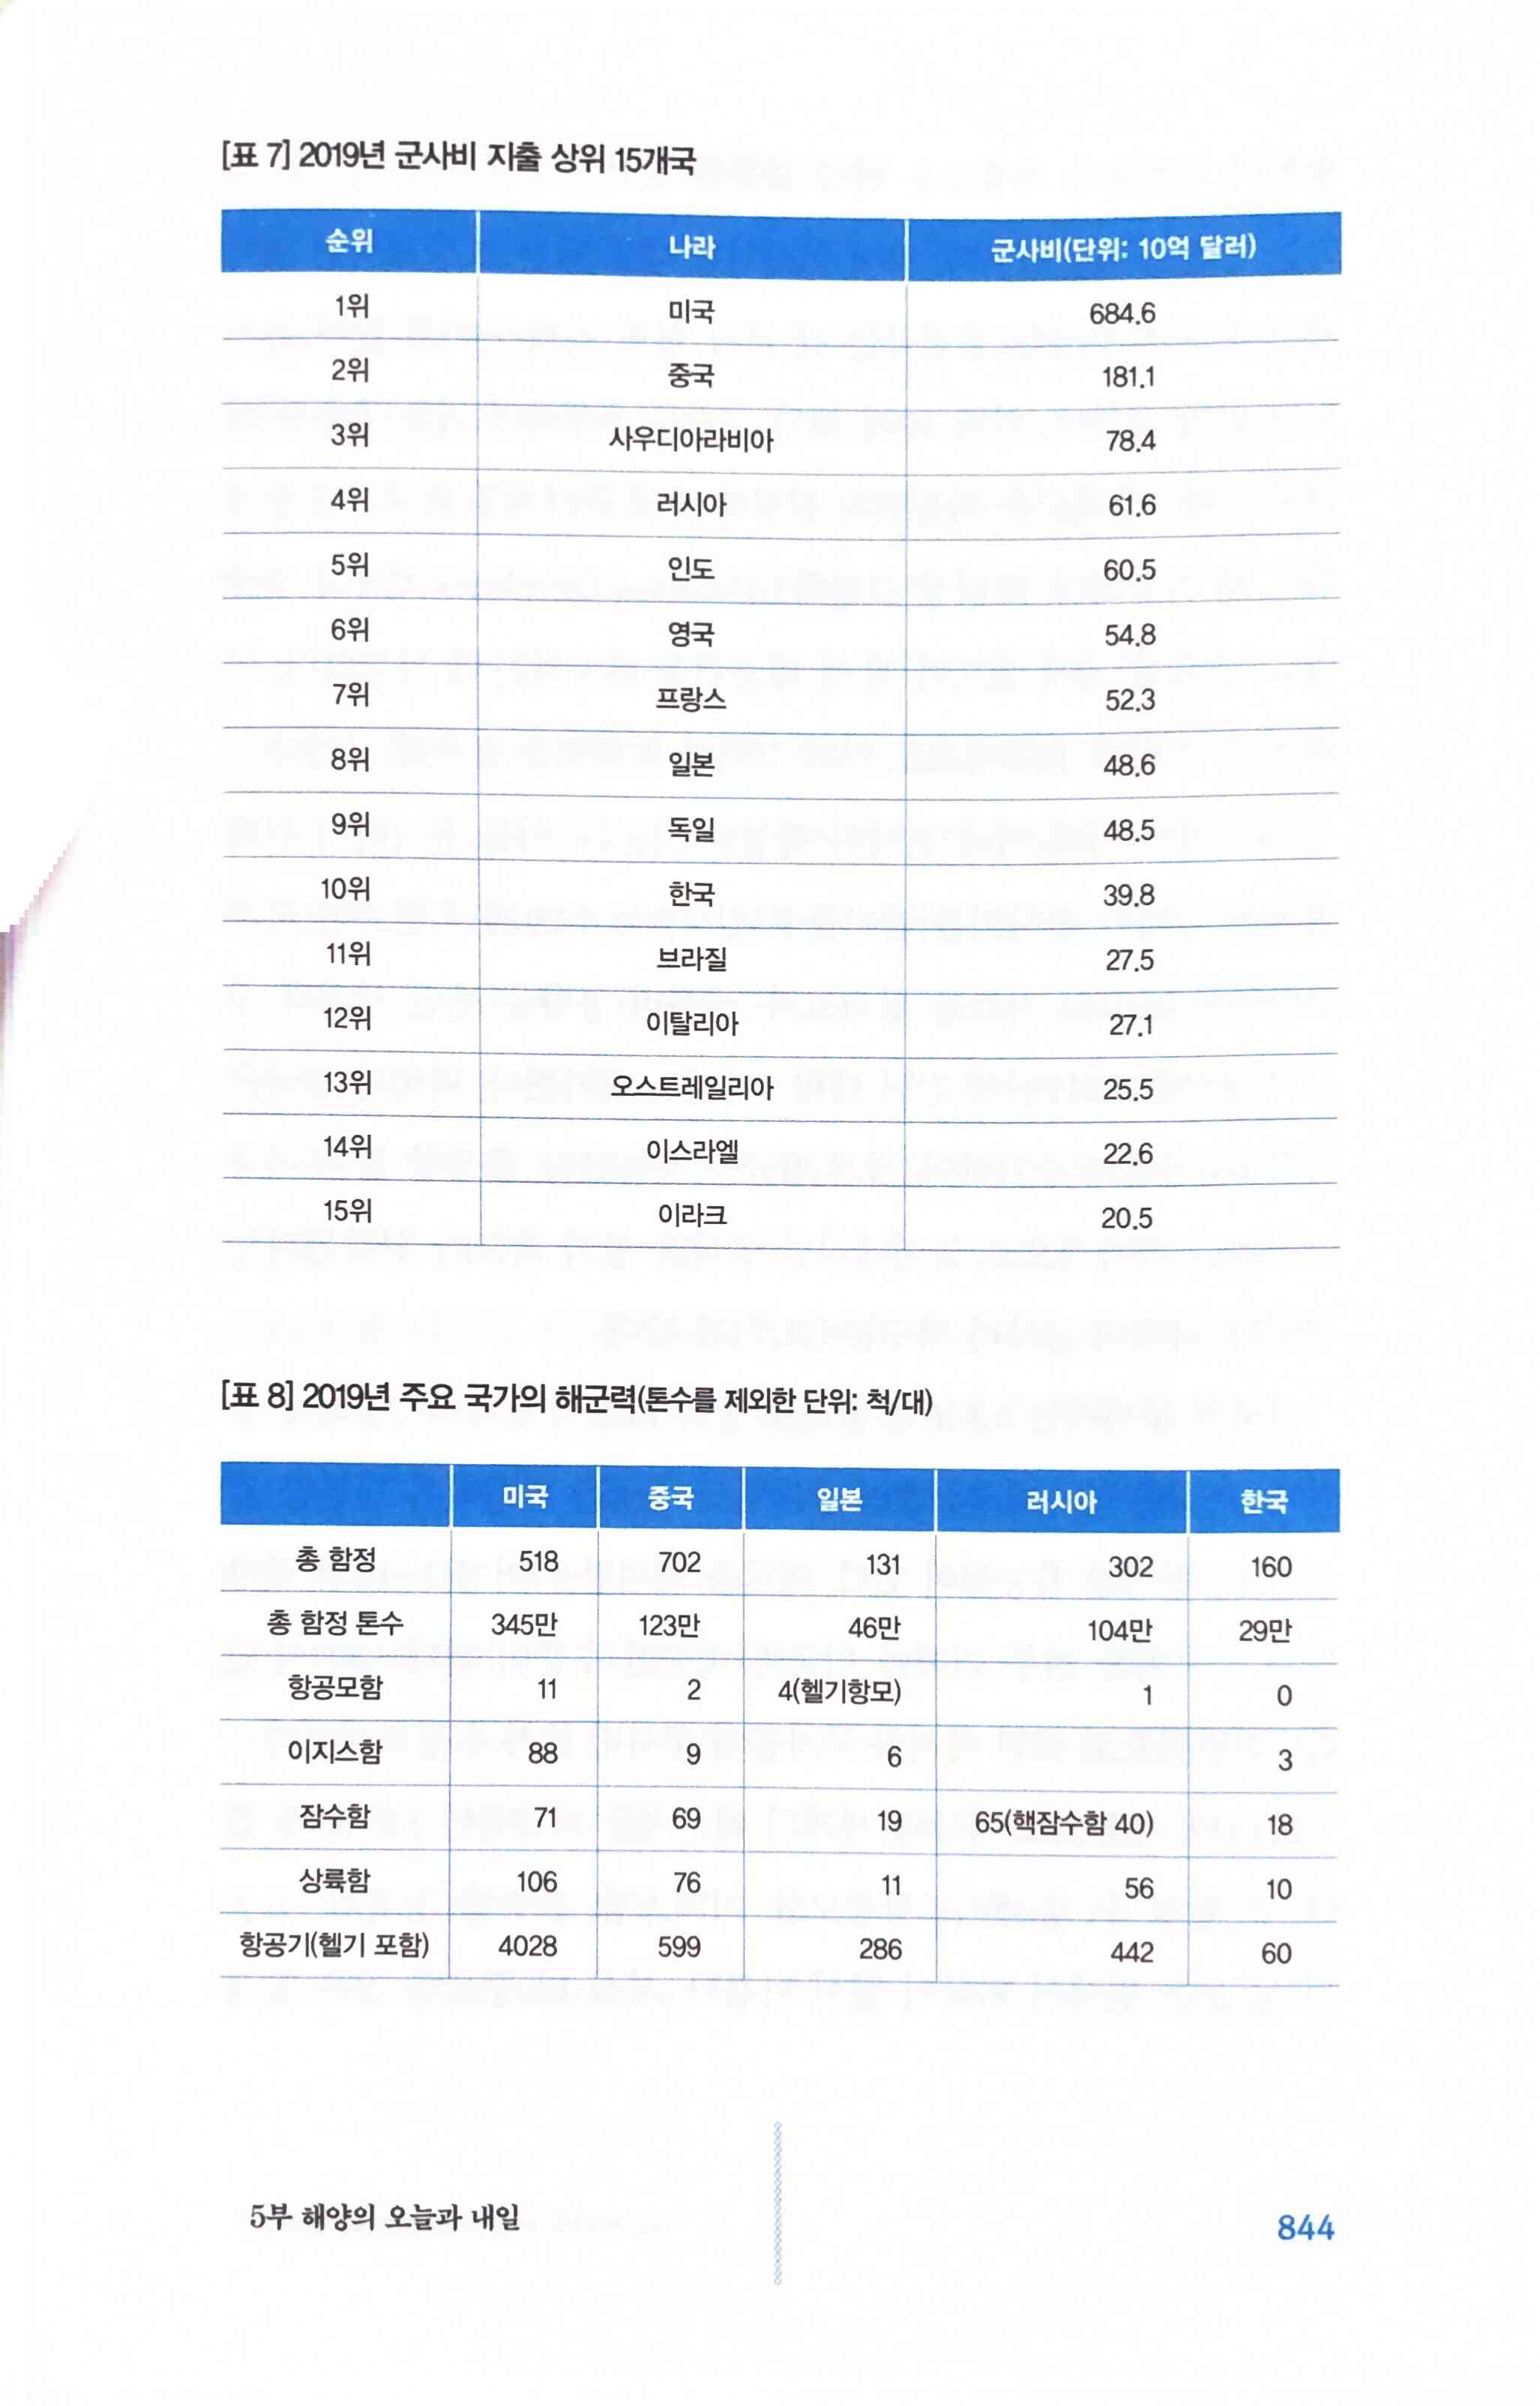 [표 7] 2019년 군사비 지출 상위 15개국
순위 나라 군사비(단위: 10억 달러)
1위 미국 684.6
2위 중국 181.1
3위 사우디아라비아 78.4
4위 러시아 61.6
5위 인도 60.5
6위 영국 54.8
7위 프랑스 52.3
8위 일본 48.6
9위 독일 48.5
10위 한국 39.8
11위 브라질 27.5
12위 이탈리아 27.1
13위 오스트레일리아 25.5
14위 이스라엘 22.6
15위 이라크 20.5
[표 8] 2019년 주요 국가의 해군력(톤수를 제외한 단위: 척/대)
미국 중국 일본 러시아 한국
총 함정 518 702 131 302 160
총 함정 톤수 345만 123만 46만 104만 29만
항공모함 11 2 4(헬기항모) 1 0
이지스함 88 9 6 3
잠수함 71 69 19 65(핵잠수함 40) 18
상륙함 106 76 11 56 10
항공기(헬기 포함) 4028 599 286 442 60
5부 해양의 오늘과 내일 844